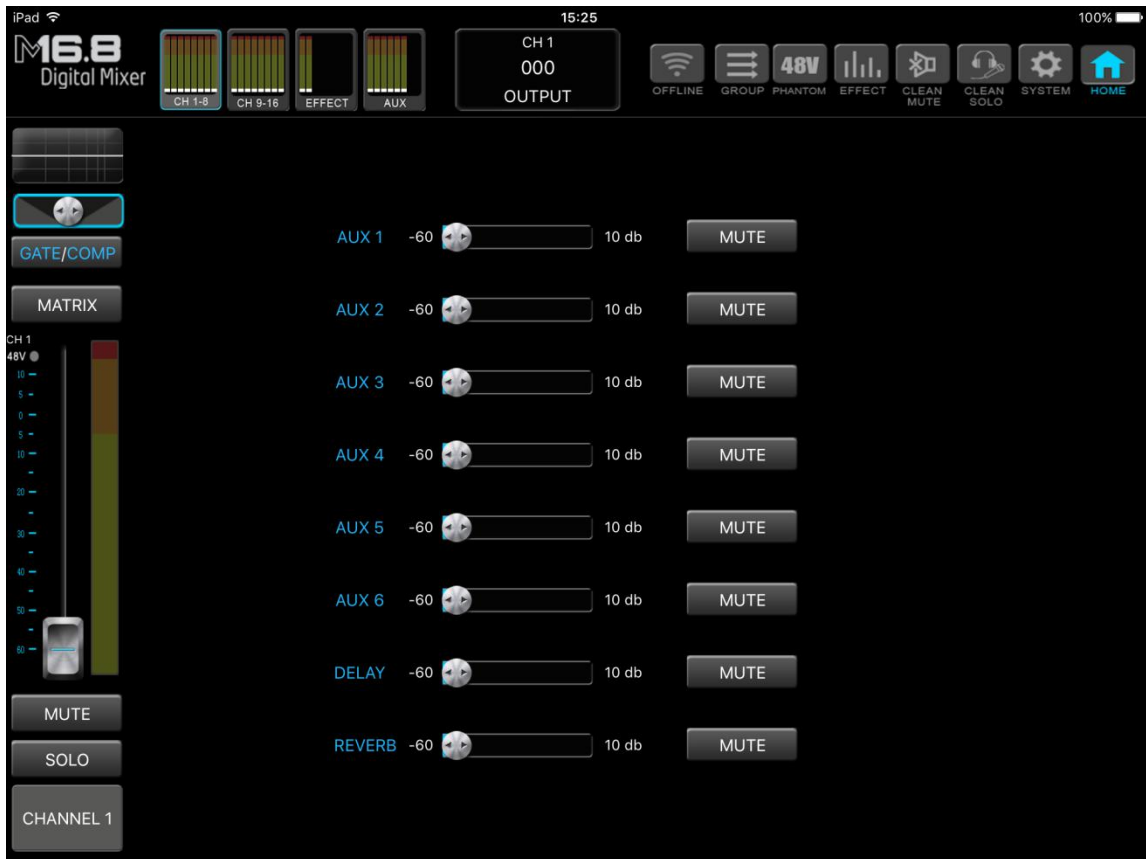 iPad 15:25 100%
M16.8
Digital Mixer
CH 1-8 CH 9-16 EFFECT AUX
CH 1
000
OUTPUT
48V
OFFLINE GROUP PHANTOM EFFECT CLEAN MUTE CLEAN SOLO SYSTEM HOME
AUX 1 -60 10 db MUTE
GATE/COMP
MATRIX
AUX 2 -60 10 db MUTE
CH 1
48V
AUX 3 -60 10 db MUTE
10
5
0
5
10
20
30
40
50
60
AUX 4 -60 10 db MUTE
AUX 5 -60 10 db MUTE
AUX 6 -60 10 db MUTE
DELAY -60 10 db MUTE
REVERB -60 10 db MUTE
MUTE
SOLO
CHANNEL 1